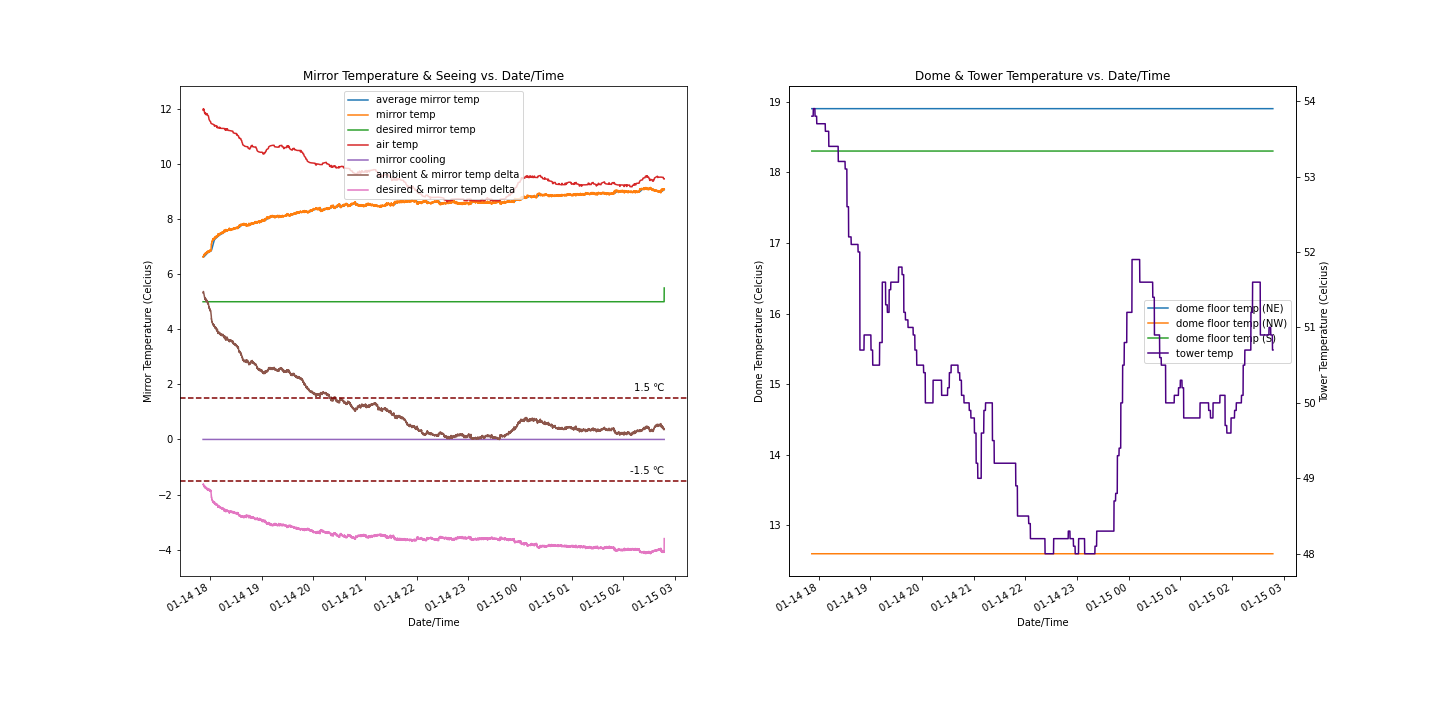 Mirror Temperature & Seeing vs. Date/Time
average mirror temp
mirror temp
desired mirror temp
air temp
mirror cooling
ambient & mirror temp delta
desired & mirror temp delta
12
10
8
6
4
2
0
−2
−4
1.5 °C
-1.5 °C
Mirror Temperature (Celcius)
01-14 18
01-14 19
01-14 20
01-14 21
01-14 22
01-14 23
01-15 00
01-15 01
01-15 02
01-15 03
Date/Time
Dome & Tower Temperature vs. Date/Time
19
18
17
16
15
14
13
Dome Temperature (Celcius)
dome floor temp (NE)
dome floor temp (NW)
dome floor temp (S)
tower temp
54
53
52
51
50
49
48
Tower Temperature (Celcius)
01-14 18
01-14 19
01-14 20
01-14 21
01-14 22
01-14 23
01-15 00
01-15 01
01-15 02
01-15 03
Date/Time